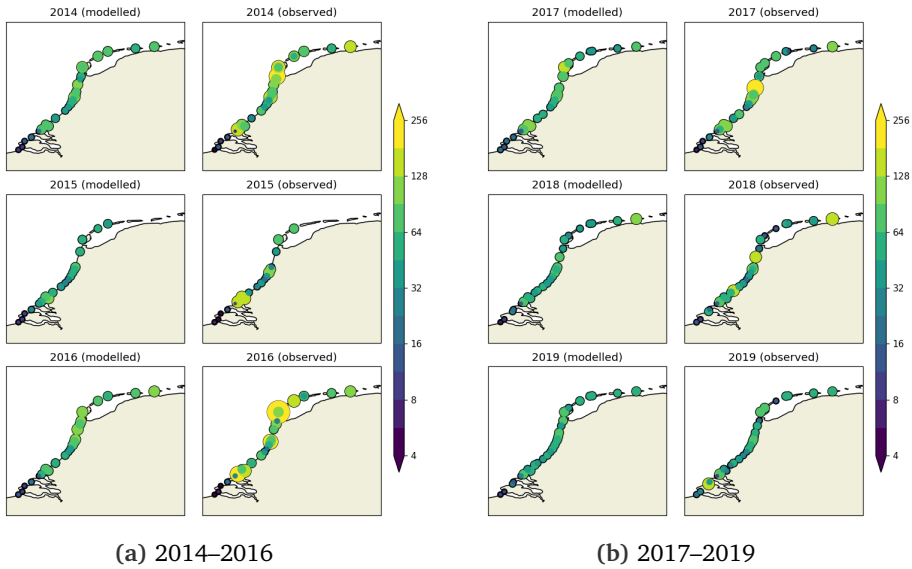 2014 (modelled)
2014 (observed)
2017 (modelled)
2017 (observed)
256
128
64
32
16
8
4
256
128
64
32
16
8
4
2015 (modelled)
2015 (observed)
2018 (modelled)
2018 (observed)
2016 (modelled)
2016 (observed)
2019 (modelled)
2019 (observed)
(a) 2014–2016
(b) 2017–2019